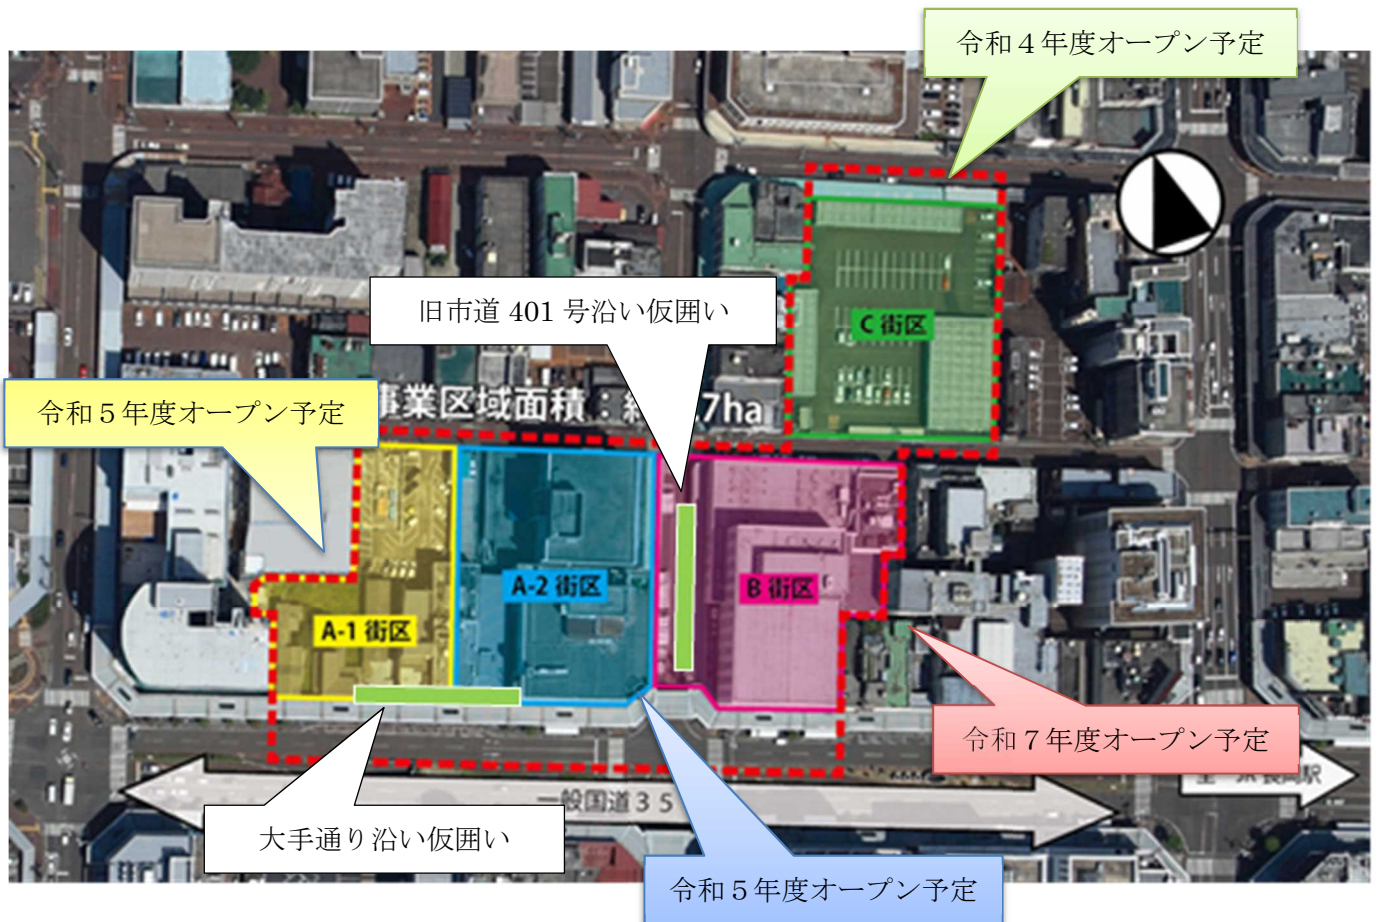 令和４年度オープン予定
旧市道 401 号沿い仮囲い
C 街区
令和５年度オープン予定
事業区域面積：
7ha
A-2 街区
B 街区
A-1 街区
令和７年度オープン予定
一般国道３５
大手通り沿い仮囲い
令和５年度オープン予定